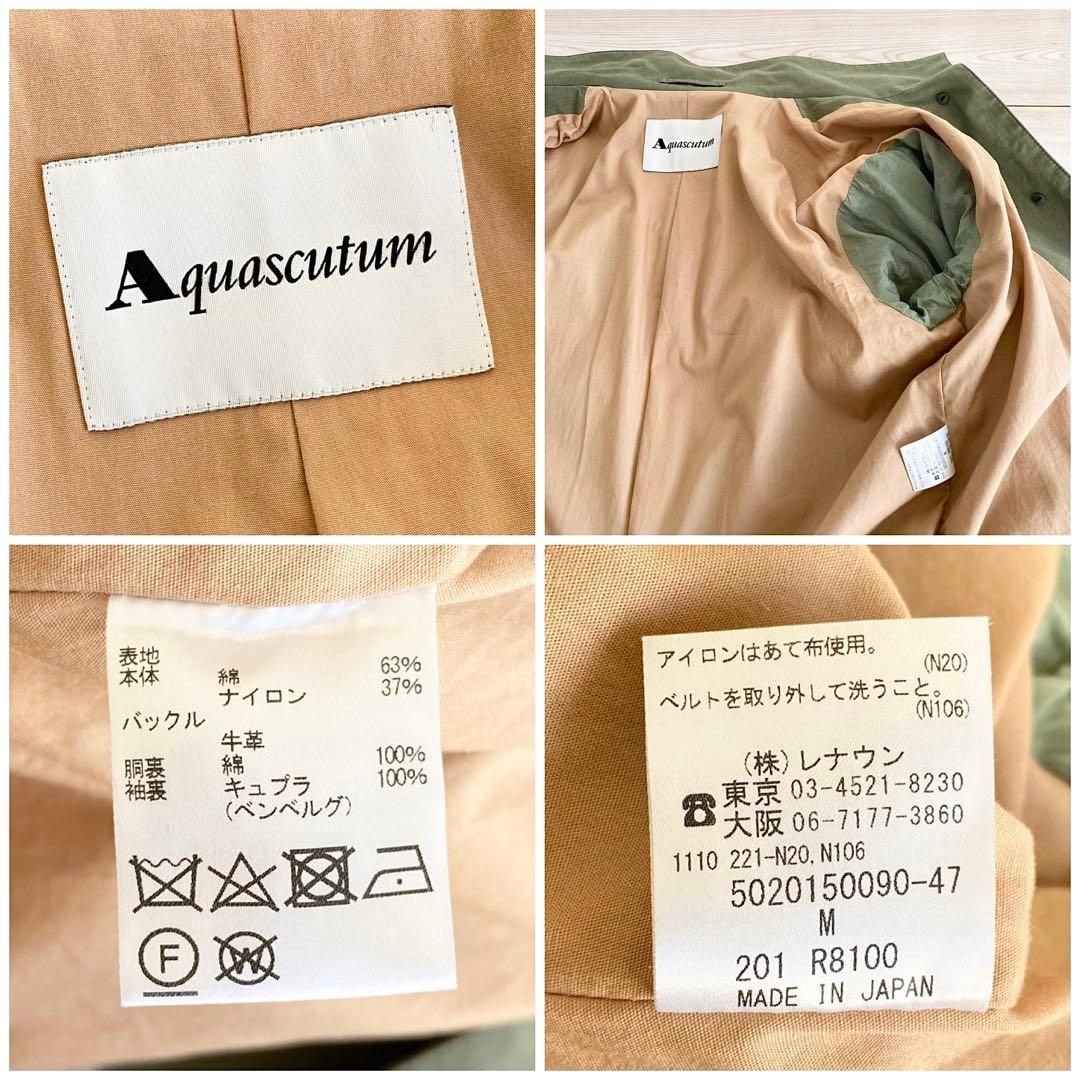 Aquascutum
Aquascutum
表地
本体 綿 63%
ナイロン 37%
バックル
牛革
胴裏 綿 100%
袖裏 キュプラ 100%
(ベンベルグ)
F
W
アイロンはあて布使用。
(N20)
ベルトを取り外して洗うこと。
(N106)
(株)レナウン
東京 03-4521-8230
大阪 06-7177-3860
1110 221-N20,N106
5020150090-47
M
201 R8100
MADE IN JAPAN